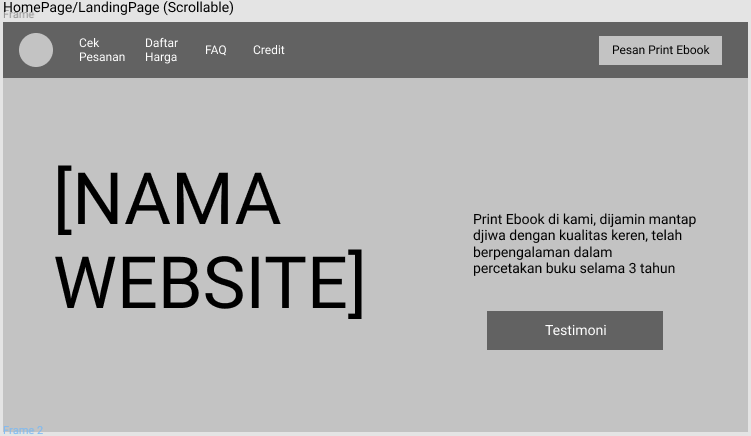 HomePage/LandingPage (Scrollable)
Frame
Cek
Pesanan
Daftar
Harga
FAQ
Credit
Pesan Print Ebook
[NAMA
WEBSITE]
Print Ebook di kami, dijamin mantap
djiwa dengan kualitas keren, telah
berpengalaman dalam
percetakan buku selama 3 tahun
Testimoni
Frame 2